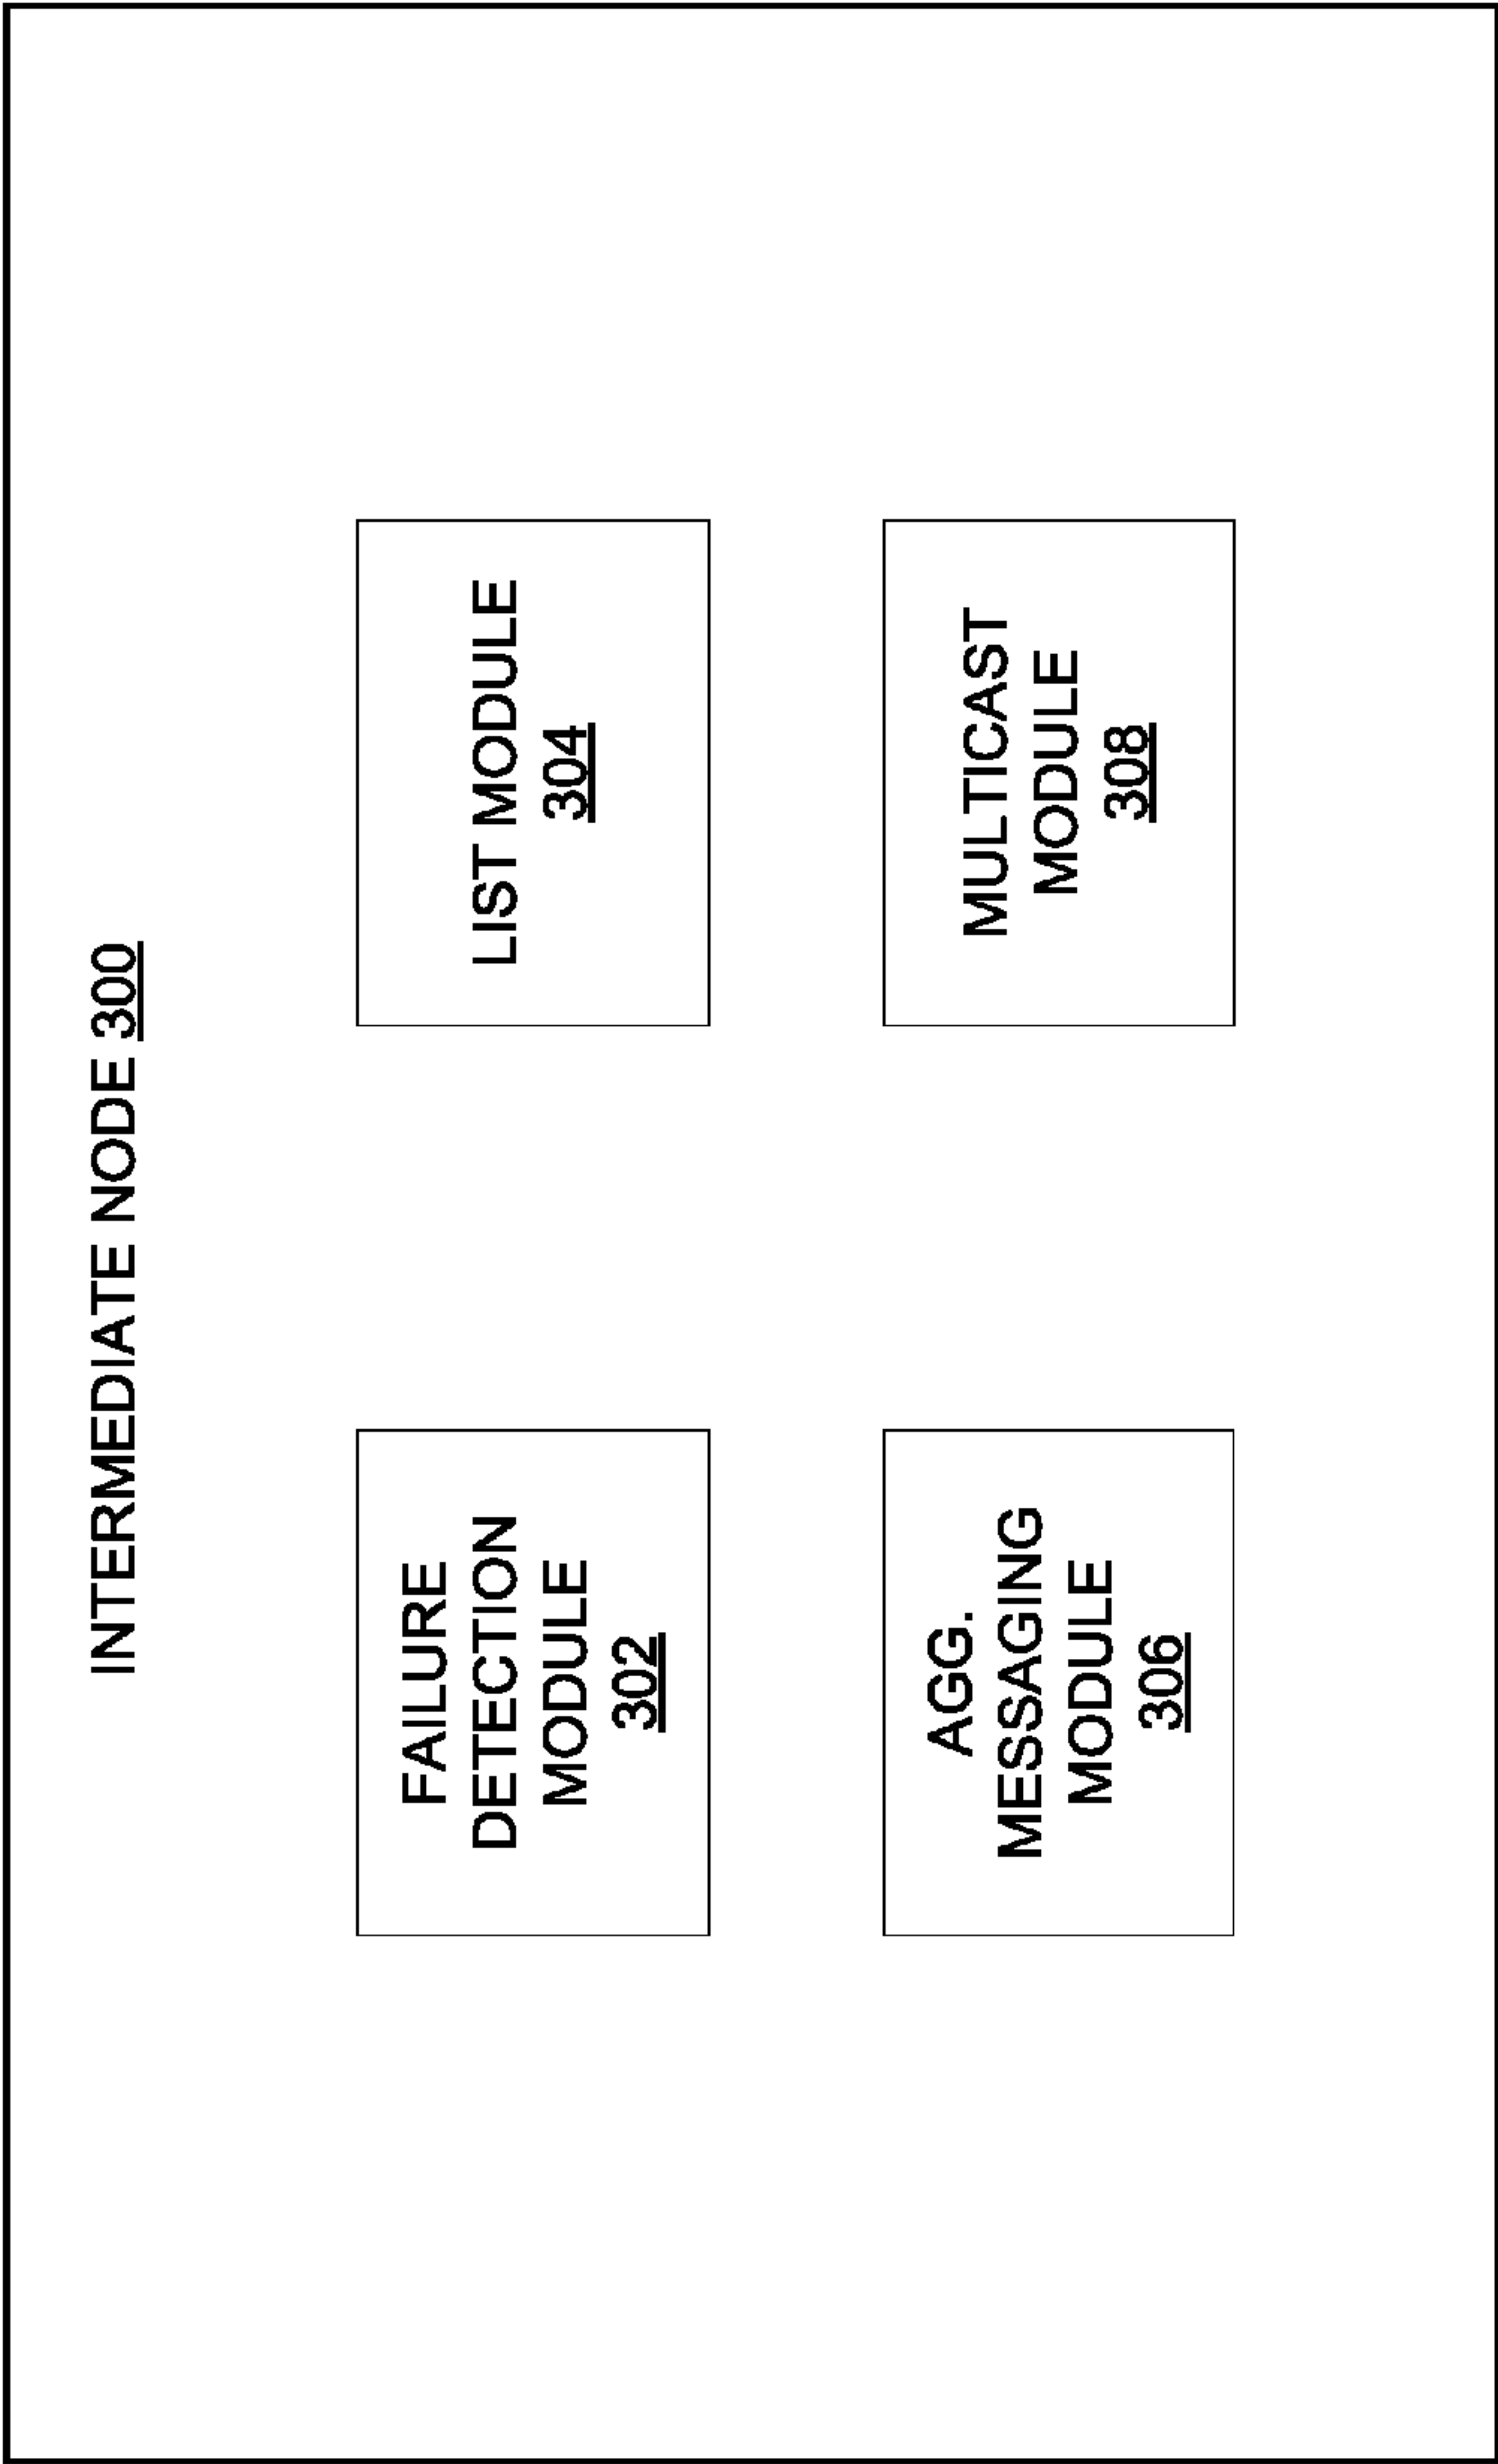 INTERMEDIATE NODE 300
FAILURE
DETECTION
MODULE
302
LIST MODULE
304
AGG.
MESSAGING
MODULE
306
MULTICAST
MODULE
308